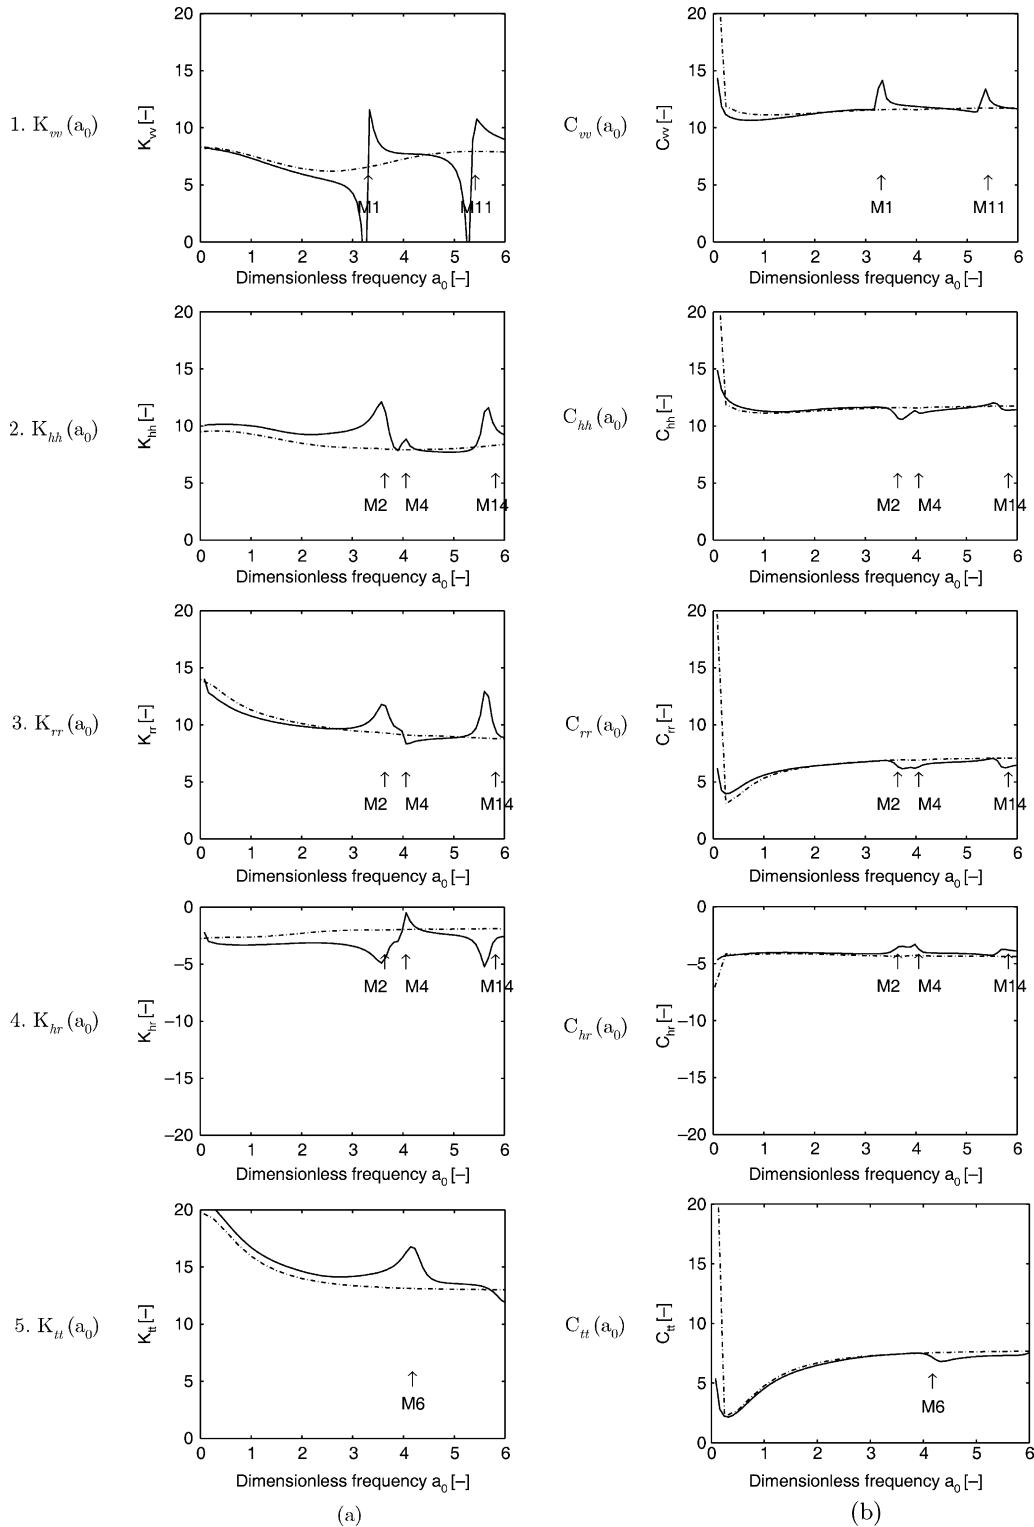 1. K_vv (a_0)
K_vv [–]
20
15
10
5
0
M1
M11
0 1 2 3 4 5 6
Dimensionless frequency a_0 [–]
C_vv (a_0)
C_vv [–]
20
15
10
5
0
M1
M11
0 1 2 3 4 5 6
Dimensionless frequency a_0 [–]
2. K_hh (a_0)
K_hh [–]
20
15
10
5
0
M2
M4
M14
0 1 2 3 4 5 6
Dimensionless frequency a_0 [–]
C_hh (a_0)
C_hh [–]
20
15
10
5
0
M2
M4
M14
0 1 2 3 4 5 6
Dimensionless frequency a_0 [–]
3. K_rr (a_0)
K_rr [–]
20
15
10
5
0
M2
M4
M14
0 1 2 3 4 5 6
Dimensionless frequency a_0 [–]
C_rr (a_0)
C_rr [–]
20
15
10
5
0
M2
M4
M14
0 1 2 3 4 5 6
Dimensionless frequency a_0 [–]
4. K_hr (a_0)
K_hr [–]
0
–5
–10
–15
–20
M2
M4
M14
0 1 2 3 4 5 6
Dimensionless frequency a_0 [–]
C_hr (a_0)
C_hr [–]
0
–5
–10
–15
–20
M2
M4
M14
0 1 2 3 4 5 6
Dimensionless frequency a_0 [–]
5. K_tt (a_0)
K_tt [–]
20
15
10
5
0
M6
0 1 2 3 4 5 6
Dimensionless frequency a_0 [–]
(a)
C_tt (a_0)
C_tt [–]
20
15
10
5
0
M6
0 1 2 3 4 5 6
Dimensionless frequency a_0 [–]
(b)